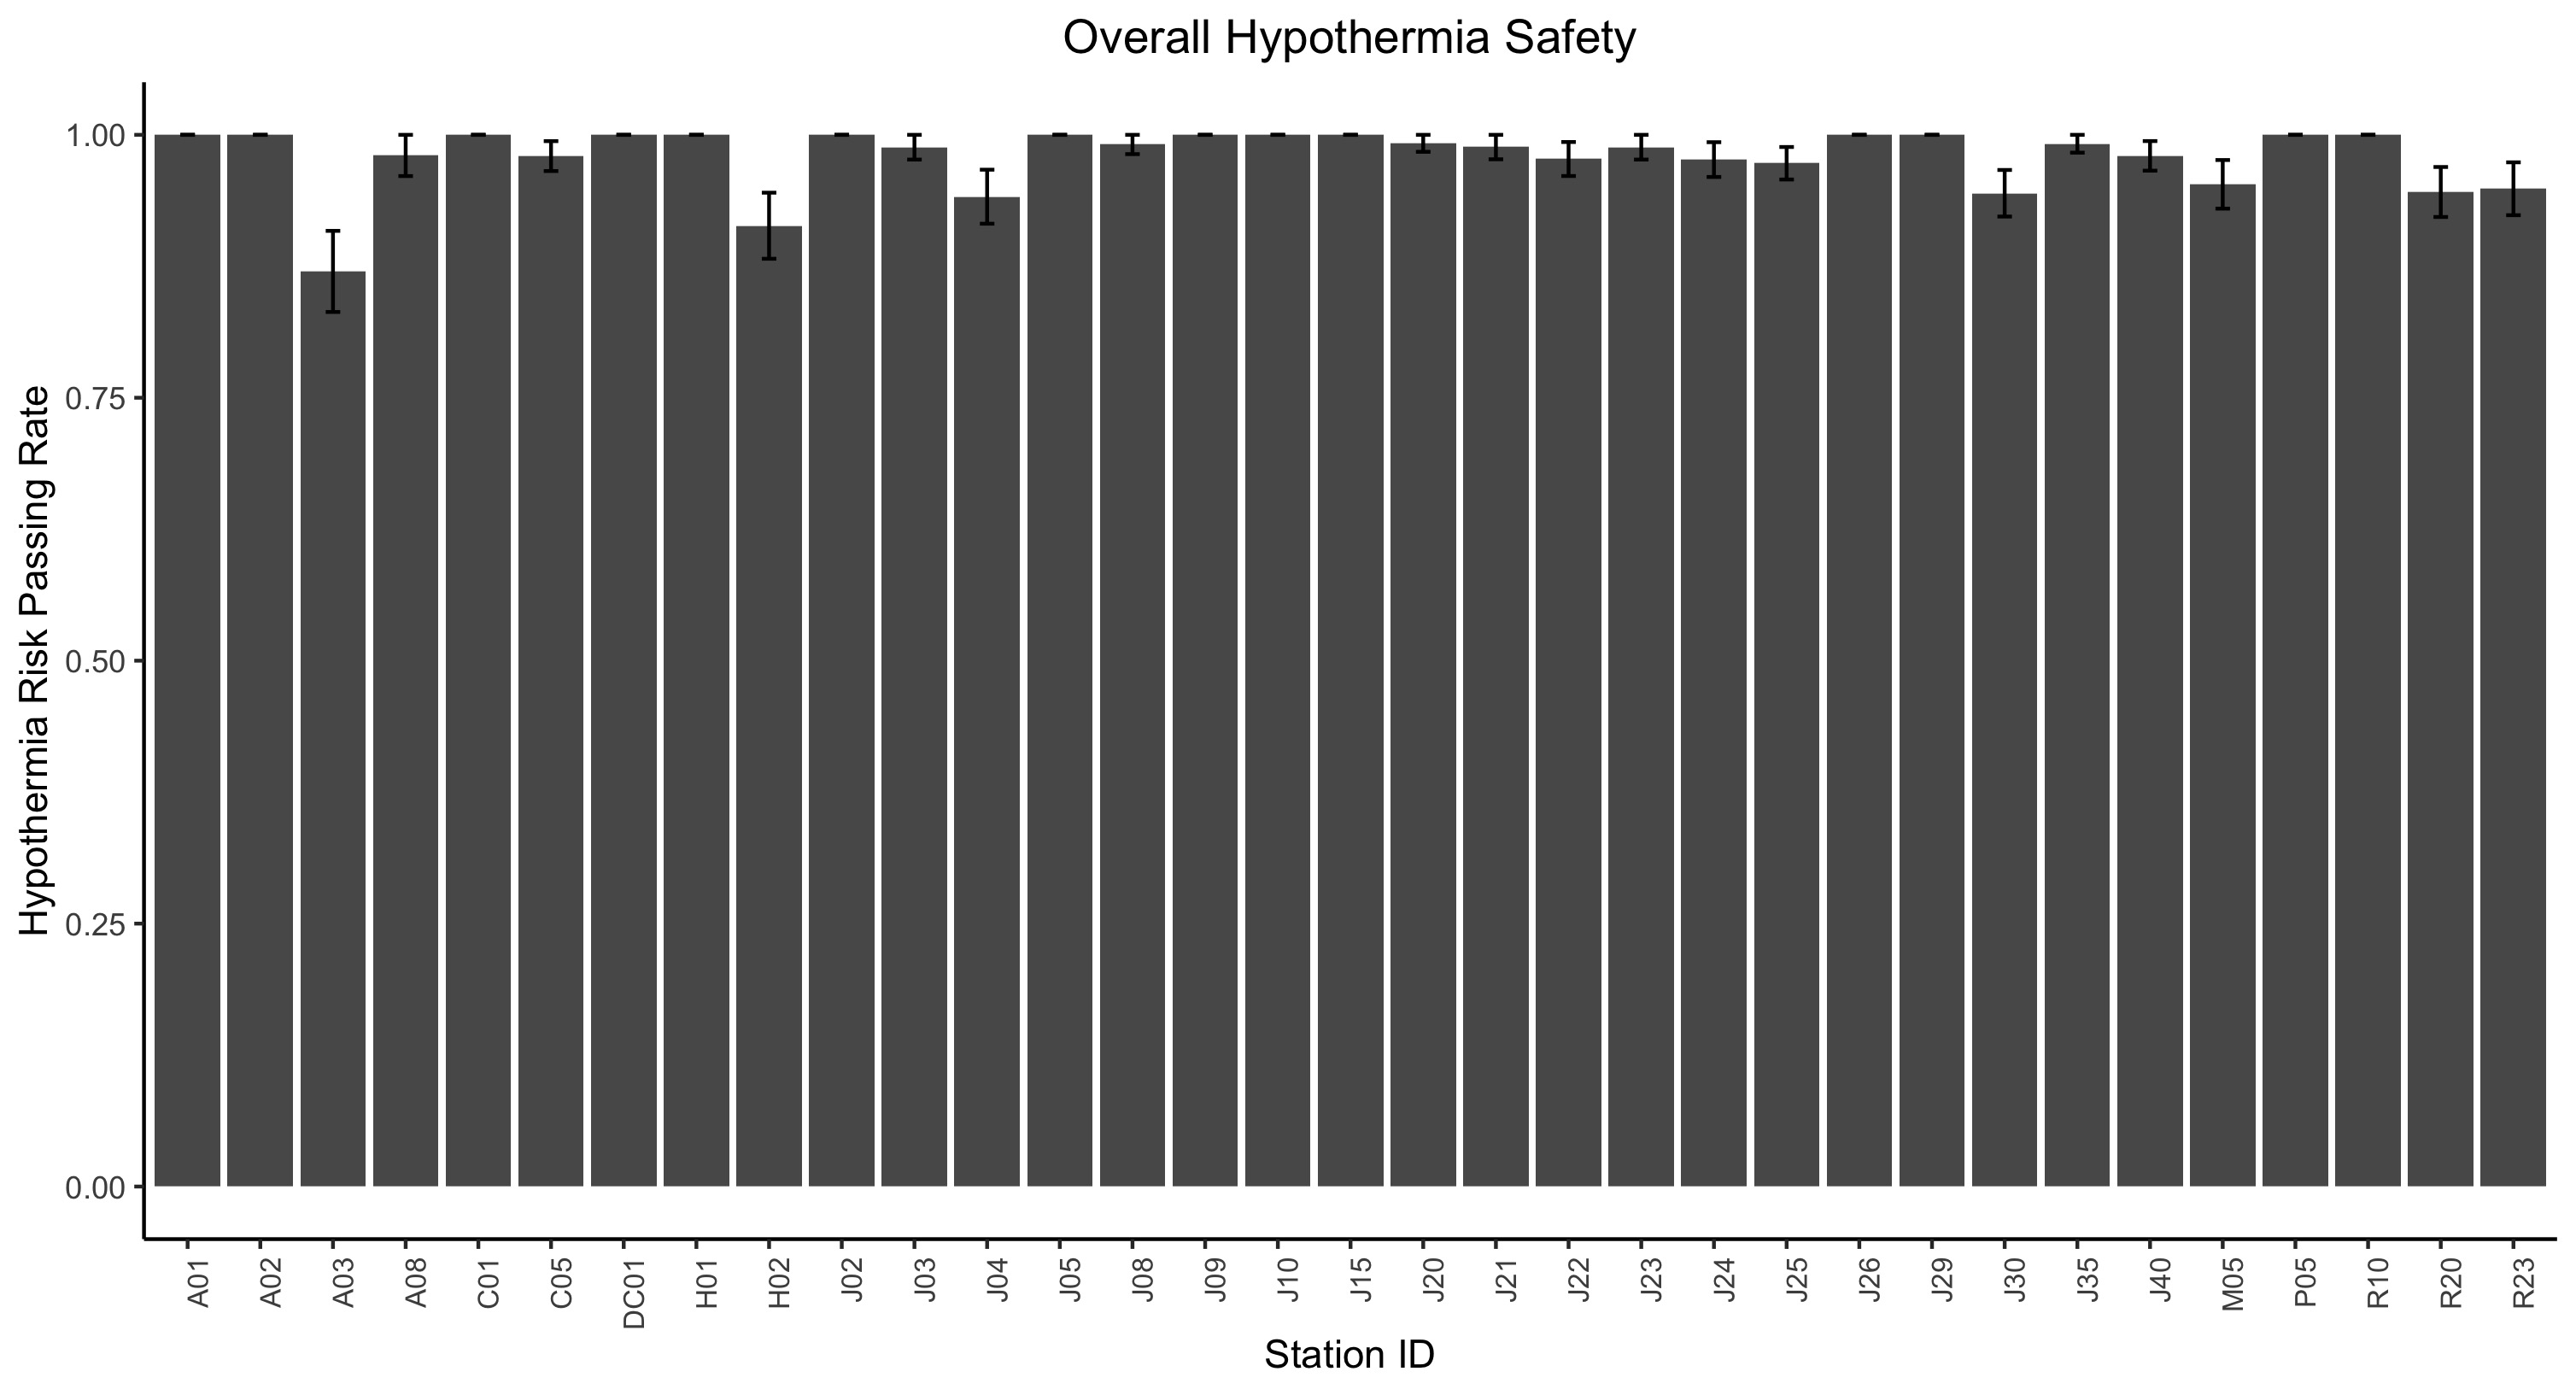 Overall Hypothermia Safety
Hypothermia Risk Passing Rate
1.00
0.75
0.50
0.25
0.00
A01
A02
A03
A08
C01
C05
DC01
H01
H02
J02
J03
J04
J05
J08
J09
J10
J15
J20
J21
J22
J23
J24
J25
J26
J29
J30
J35
J40
M05
P05
R10
R20
R23
Station ID